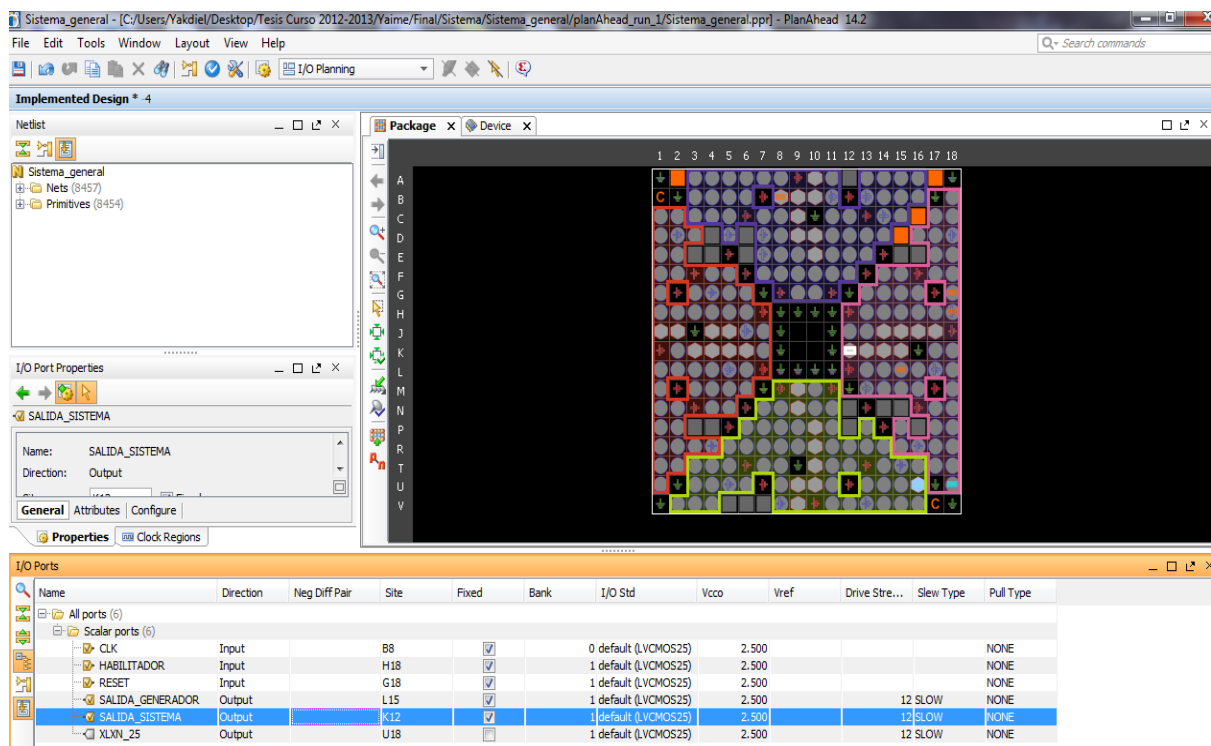 Sistema_general - [C:/Users/Yakdiel/Desktop/Tesis Curso 2012-2013/Yaime/Final/Sistema/Sistema_general/planAhead_run_1/Sistema_general.ppr] - PlanAhead 14.2
File Edit Tools Window Layout View Help
Search commands
I/O Planning
Implemented Design * -4
Netlist
Sistema_general
Nets (8457)
Primitives (8454)
Package Device
1 2 3 4 5 6 7 8 9 10 11 12 13 14 15 16 17 18
A
B C
C
D
E
F
G
H
J
K
L
M
N
P
R
T
U
V C
I/O Port Properties
SALIDA_SISTEMA
Name: SALIDA_SISTEMA
Direction: Output
General Attributes Configure
Properties Clock Regions
I/O Ports
Name Direction Neg Diff Pair Site Fixed Bank I/O Std Vcco Vref Drive Stre... Slew Type Pull Type
All ports (6)
Scalar ports (6)
CLK Input B8 0 default (LVCMOS25) 2.500 NONE
HABILITADOR Input H18 1 default (LVCMOS25) 2.500 NONE
RESET Input G18 1 default (LVCMOS25) 2.500 NONE
SALIDA_GENERADOR Output L15 1 default (LVCMOS25) 2.500 12 SLOW NONE
SALIDA_SISTEMA Output K12 1 default (LVCMOS25) 2.500 12 SLOW NONE
XLXN_25 Output U18 1 default (LVCMOS25) 2.500 12 SLOW NONE